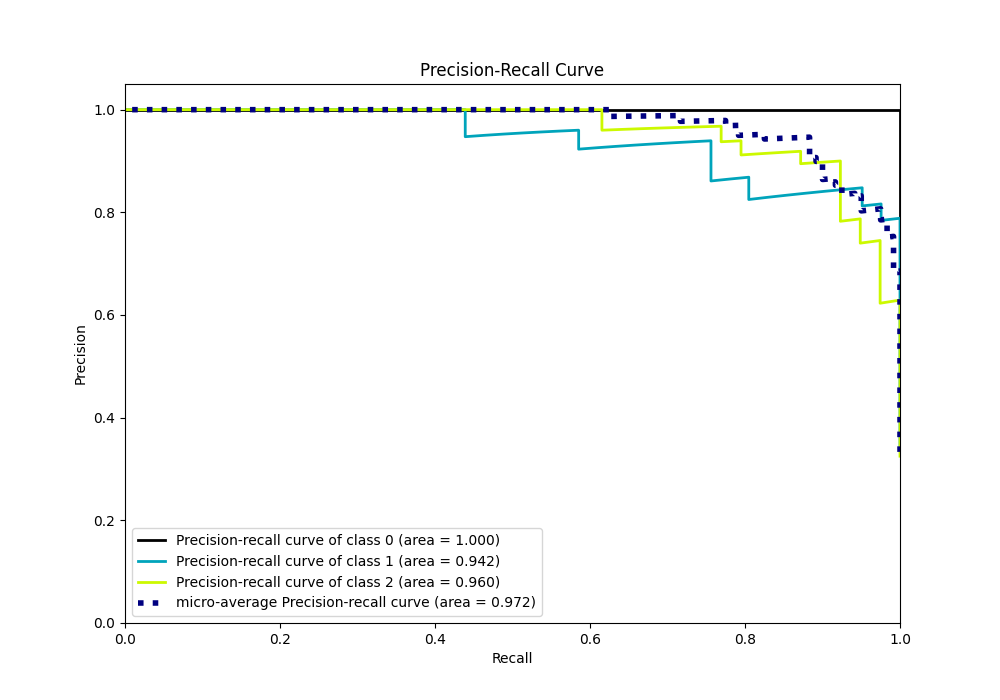 Precision-Recall Curve
1.0
0.8
0.6
0.4
0.2
0.0
Precision
Precision-recall curve of class 0 (area = 1.000)
Precision-recall curve of class 1 (area = 0.942)
Precision-recall curve of class 2 (area = 0.960)
micro-average Precision-recall curve (area = 0.972)
0.0 0.2 0.4 0.6 0.8 1.0
Recall